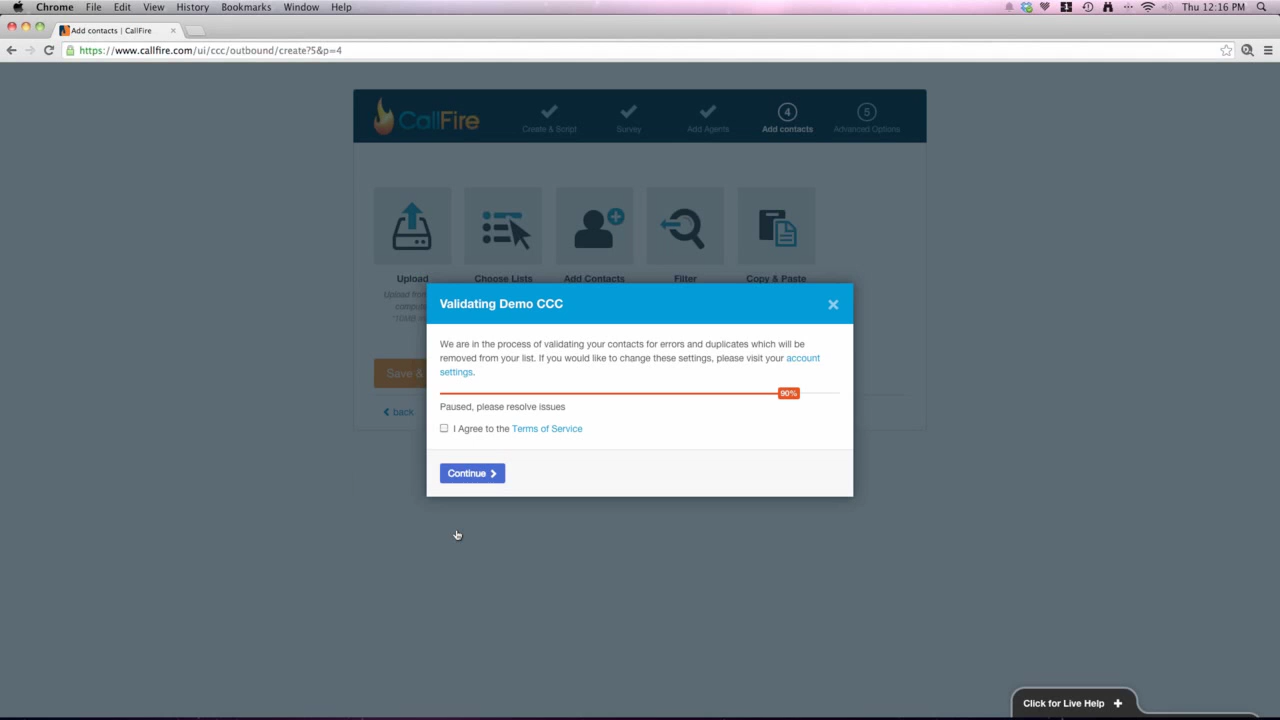 Chrome File Edit View History Bookmarks Window Help Thu 12:16 PM
Add contacts | CallFire
https://www.callfire.com/ui/ccc/outbound/create?5&p=4
CallFire
4 5
Create & Script Survey Add Agents Add contacts Advanced Options
Upload Choose Lists Add Contacts Filter Copy & Paste
Upload from
Validating Demo CCC
We are in the process of validating your contacts for errors and duplicates which will be
removed from your list. If you would like to change these settings, please visit your account
settings.
90%
Paused, please resolve issues
I Agree to the Terms of Service
Continue
Save &
back
Click for Live Help